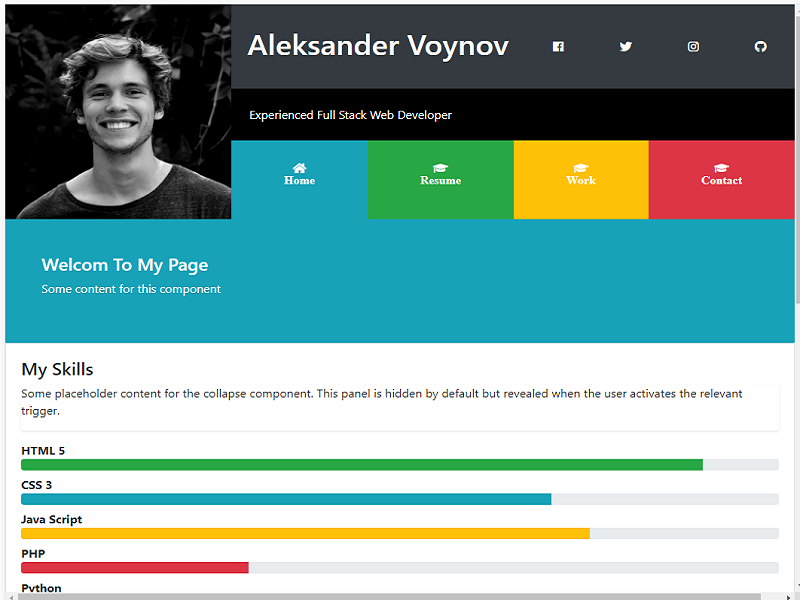 Aleksander Voynov
Experienced Full Stack Web Developer
Home Resume Work Contact
Welcom To My Page
Some content for this component
My Skills
Some placeholder content for the collapse component. This panel is hidden by default but revealed when the user activates the relevant
trigger.
HTML 5
CSS 3
Java Script
PHP
Python